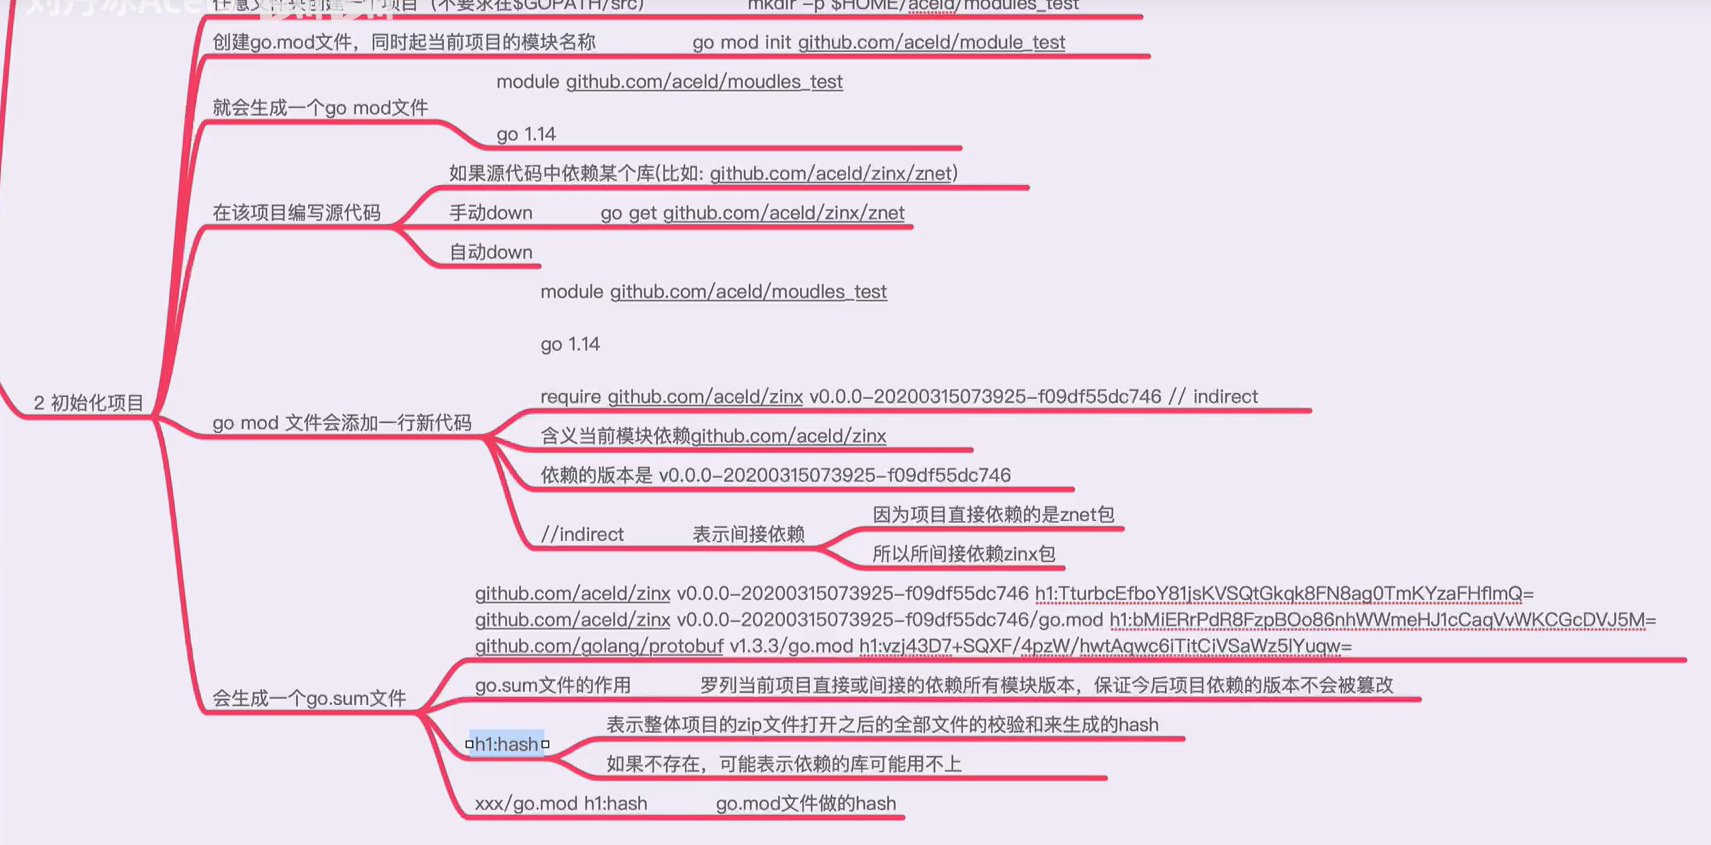 任意文件夹创建一个项目（不要求在$GOPATH/src） mkdir -p $HOME/aceld/modules_test
创建go.mod文件，同时起当前项目的模块名称 go mod init github.com/aceld/module_test
就会生成一个go mod文件
module github.com/aceld/moudles_test
go 1.14
在该项目编写源代码
如果源代码中依赖某个库(比如: github.com/aceld/zinx/znet)
手动down go get github.com/aceld/zinx/znet
自动down
2 初始化项目
go mod 文件会添加一行新代码
module github.com/aceld/moudles_test
go 1.14
require github.com/aceld/zinx v0.0.0-20200315073925-f09df55dc746 // indirect
含义当前模块依赖github.com/aceld/zinx
依赖的版本是 v0.0.0-20200315073925-f09df55dc746
//indirect 表示间接依赖
因为项目直接依赖的是znet包
所以所间接依赖zinx包
会生成一个go.sum文件
github.com/aceld/zinx v0.0.0-20200315073925-f09df55dc746 h1:TturbcEfboY81jsKVSQtGkqk8FN8ag0TmKYzaFHflmQ=
github.com/aceld/zinx v0.0.0-20200315073925-f09df55dc746/go.mod h1:bMiERrPdR8FzpBOo86nhWWmeHJ1cCaqVvWKCGcDVJ5M=
github.com/golang/protobuf v1.3.3/go.mod h1:vzj43D7+SQXF/4pzW/hwtAqwc6iTitCiVSaWz5lYuqw=
go.sum文件的作用 罗列当前项目直接或间接的依赖所有模块版本，保证今后项目依赖的版本不会被篡改
h1:hash
表示整体项目的zip文件打开之后的全部文件的校验和来生成的hash
如果不存在，可能表示依赖的库可能用不上
xxx/go.mod h1:hash go.mod文件做的hash